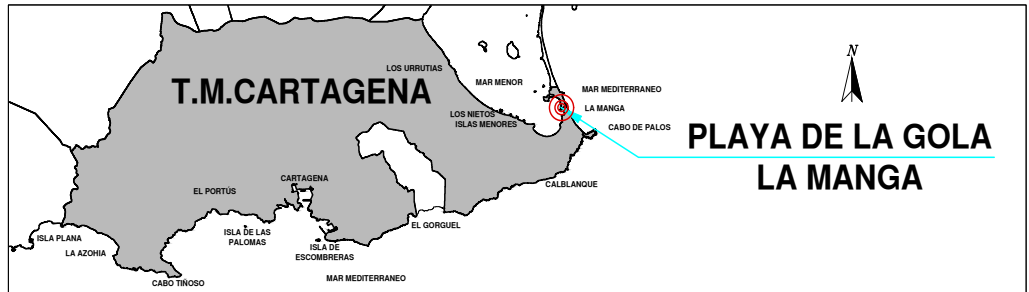 N
LOS URRUTIAS
MAR MENOR
MAR MEDITERRANEO
T.M.CARTAGENA
LA MANGA
LOS NIETOS
ISLAS MENORES
CABO DE PALOS
PLAYA DE LA GOLA
LA MANGA
CARTAGENA
CALBLANQUE
EL PORTÚS
EL GORGUEL
ISLA DE LAS
PALOMAS
ISLA PLANA
LA AZOHIA
ISLA DE
ESCOMBRERAS
CABO TIÑOSO
MAR MEDITERRANEO